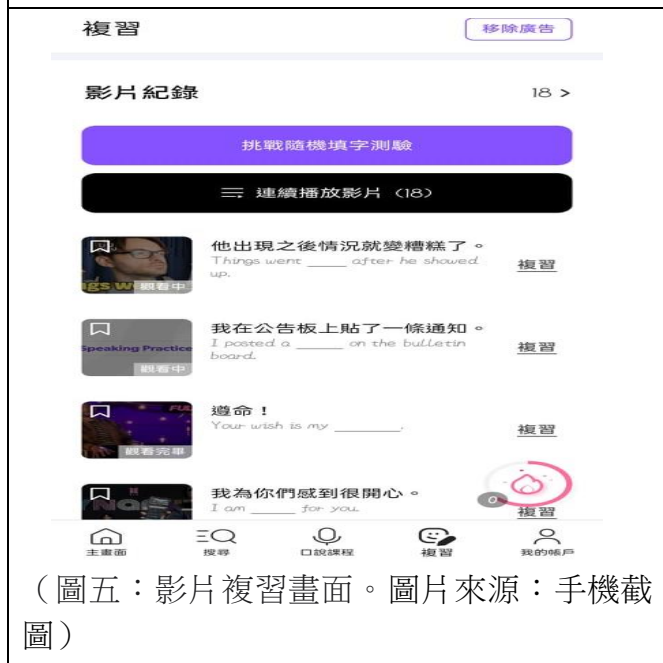 複習
移除廣告
影片紀錄
18 >
挑戰隨機填字測驗
連續播放影片（18）
他出現之後情況就變糟糕了。
Things went ____ after he showed
up.
複習
觀看中
我在公告板上貼了一條通知。
I posted a _____ on the bulletin
board.
複習
Speaking Practice
觀看中
遵命！
Your wish is my _______.
複習
觀看完畢
我為你們感到很開心。
I am _____ for you.
複習
0
主畫面
搜尋
口說課程
複習
我的帳戶
（圖五：影片複習畫面。圖片來源：手機截
圖）